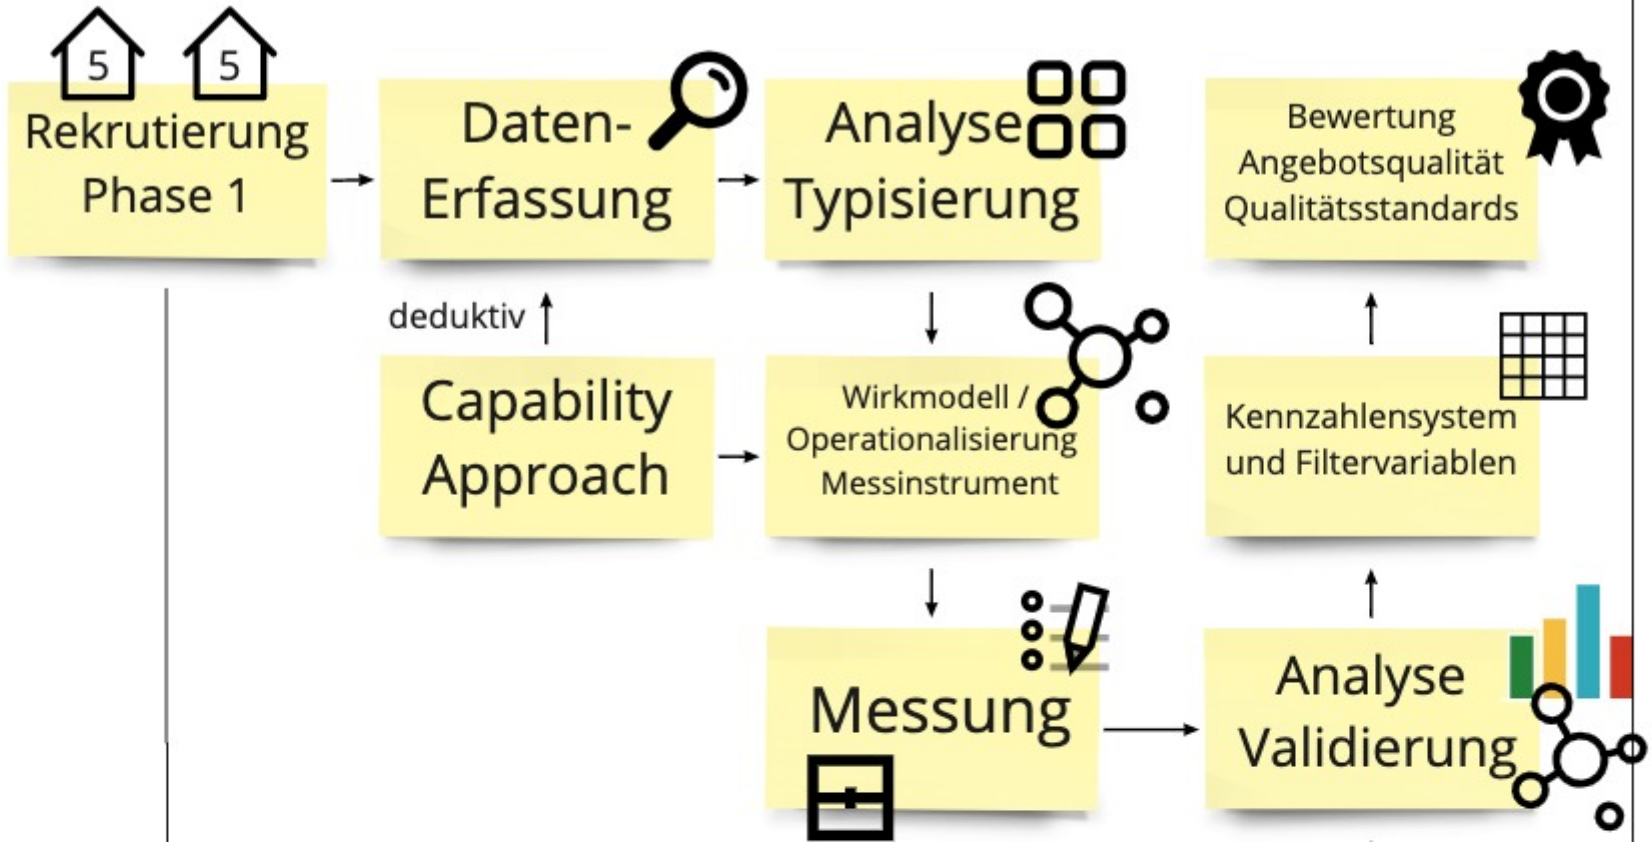 5
5
Rekrutierung
Phase 1
Daten-
Erfassung
Analyse
Typisierung
Bewertung
Angebotsqualität
Qualitätsstandards
deduktiv
Capability
Approach
Wirkmodell /
Operationalisierung
Messinstrument
Kennzahlensystem
und Filtervariablen
Messung
Analyse
Validierung